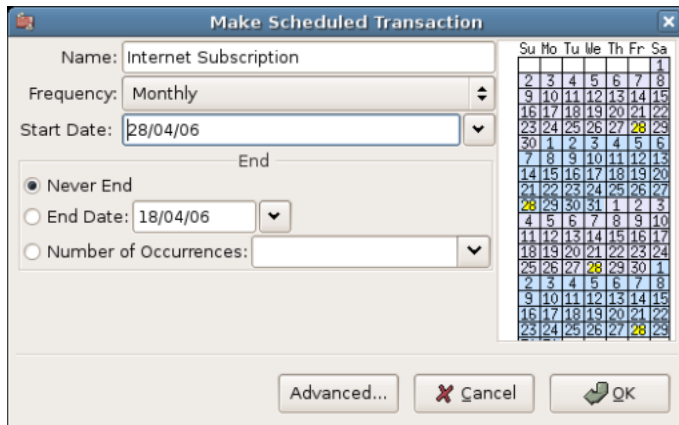 Make Scheduled Transaction
Name: Internet Subscription
Frequency: Monthly
Start Date: 28/04/06
End
Never End
End Date: 18/04/06
Number of Occurrences:
Su Mo Tu We Th Fr Sa
1
2 3 4 5 6 7 8
9 10 11 12 13 14 15
16 17 18 19 20 21 22
23 24 25 26 27 28 29
30 1 2 3 4 5 6
7 8 9 10 11 12 13
14 15 16 17 18 19 20
21 22 23 24 25 26 27
28 29 30 31 1 2 3
4 5 6 7 8 9 10
11 12 13 14 15 16 17
18 19 20 21 22 23 24
25 26 27 28 29 30 1
2 3 4 5 6 7 8
9 10 11 12 13 14 15
16 17 18 19 20 21 22
23 24 25 26 27 28 29
Advanced... Cancel OK